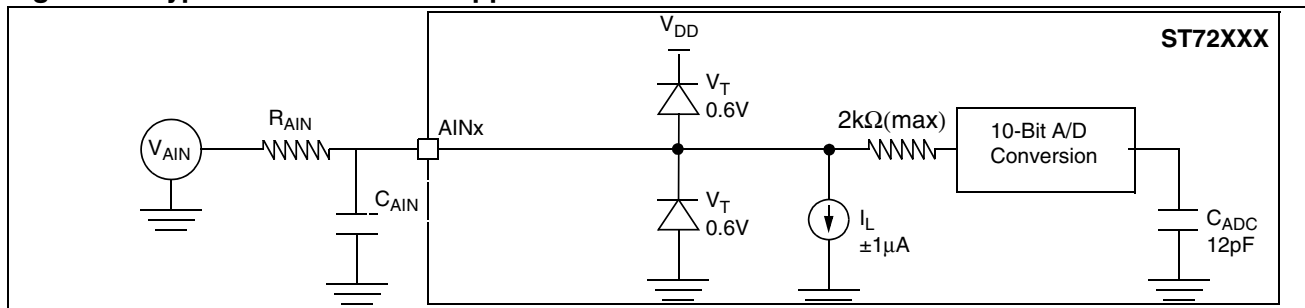 V_DD
ST72XXX
V_T
0.6V
R_AIN
AINx
2kΩ(max)
10-Bit A/D
Conversion
V_AIN
C_AIN
V_T
0.6V
I_L
±1μA
C_ADC
12pF